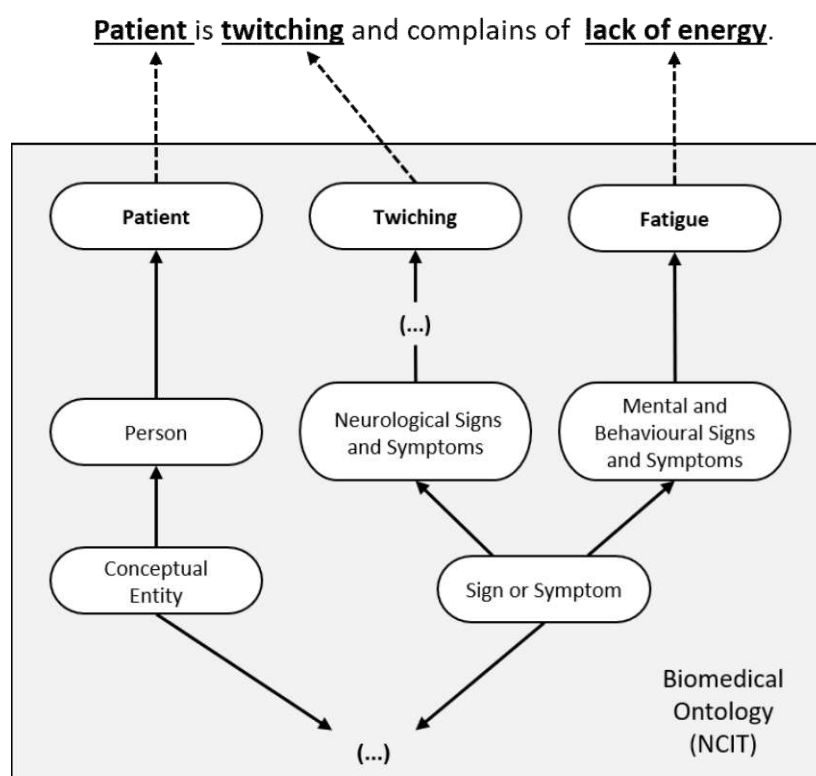 Patient is twitching and complains of lack of energy.
Patient
Twiching
Fatigue
(...)
Person
Neurological Signs
and Symptoms
Mental and
Behavioural Signs
and Symptoms
Conceptual
Entity
Sign or Symptom
(...)
Biomedical
Ontology
(NCIT)